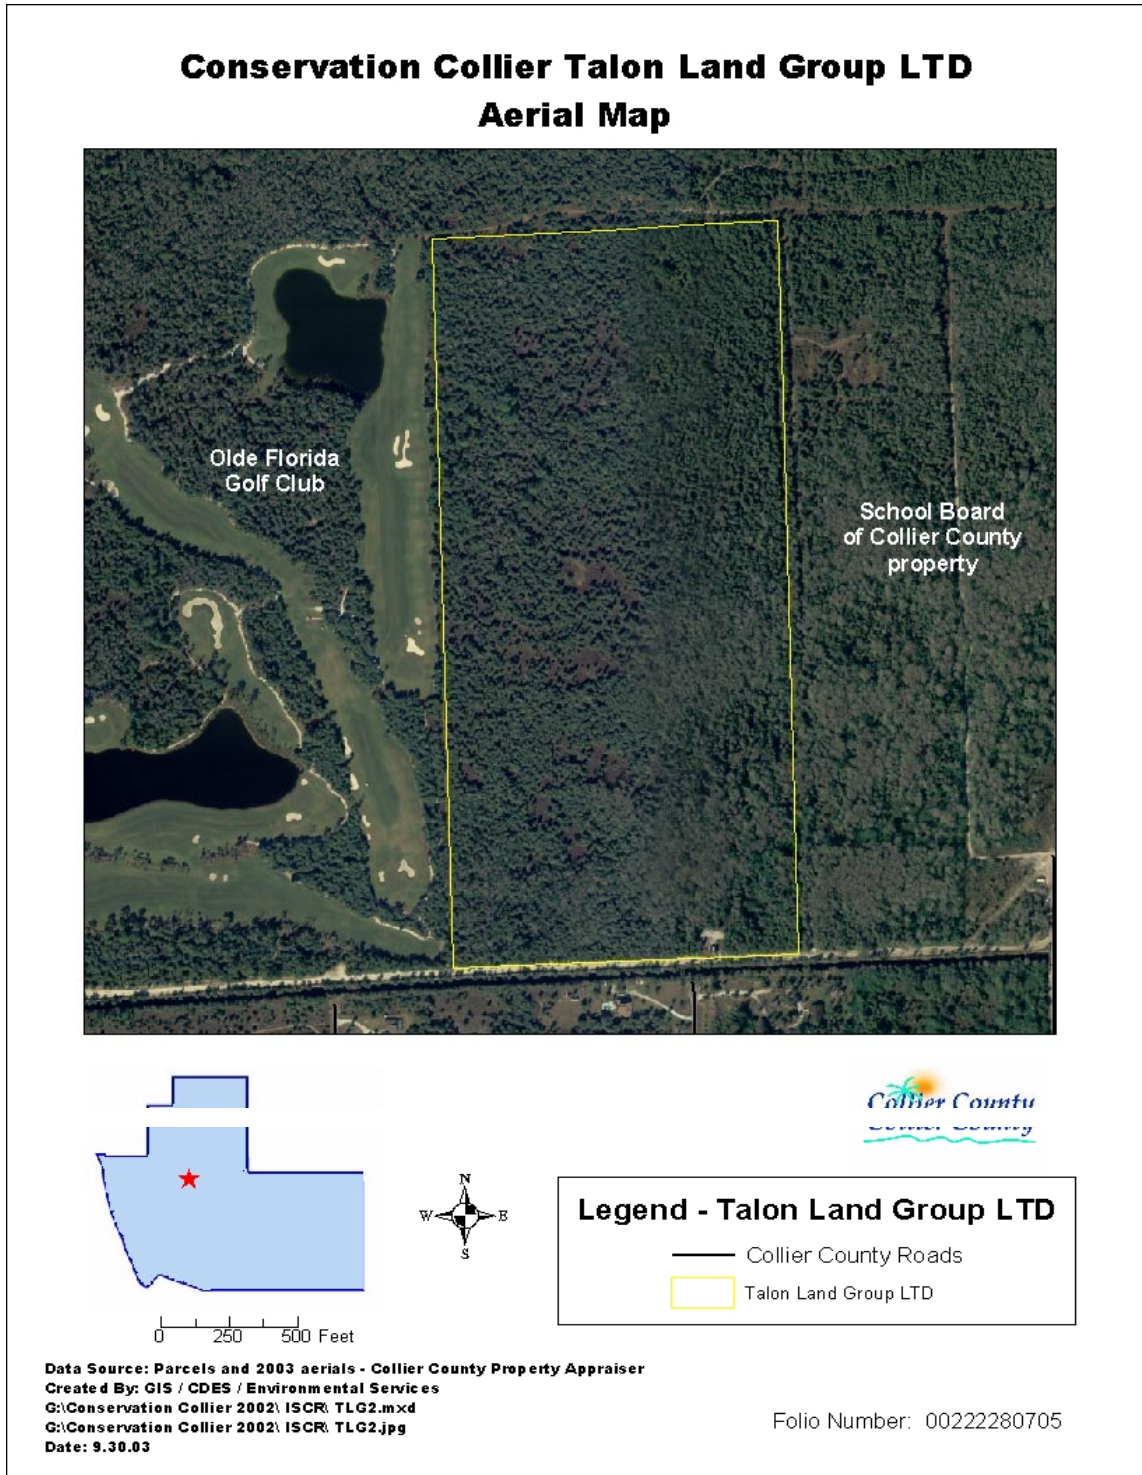 Conservation Collier Talon Land Group LTD
Aerial Map
Olde Florida
Golf Club
School Board
of Collier County
property
Collier County
N
W E
S
Legend - Talon Land Group LTD
Collier County Roads
Talon Land Group LTD
0 250 500 Feet
Data Source: Parcels and 2003 aerials - Collier County Property Appraiser
Created By: GIS / CDES / Environmental Services
G:\Conservation Collier 2002\ ISCR\ TLG2.mxd
G:\Conservation Collier 2002\ ISCR\ TLG2.jpg
Date: 9.30.03
Folio Number: 00222280705